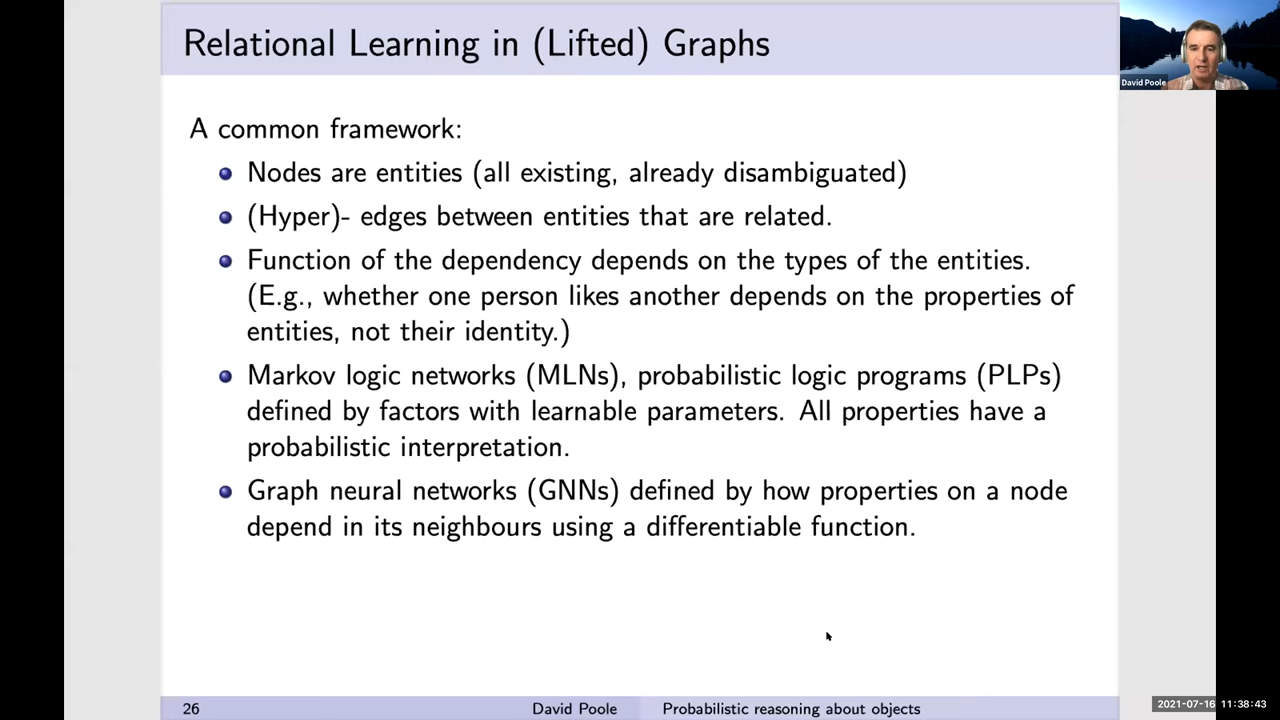 Relational Learning in (Lifted) Graphs
David Poole
A common framework:
Nodes are entities (all existing, already disambiguated)
(Hyper)- edges between entities that are related.
Function of the dependency depends on the types of the entities.
(E.g., whether one person likes another depends on the properties of
entities, not their identity.)
Markov logic networks (MLNs), probabilistic logic programs (PLPs)
defined by factors with learnable parameters. All properties have a
probabilistic interpretation.
Graph neural networks (GNNs) defined by how properties on a node
depend in its neighbours using a differentiable function.
26 David Poole Probabilistic reasoning about objects
2021-07-16 11:38:43